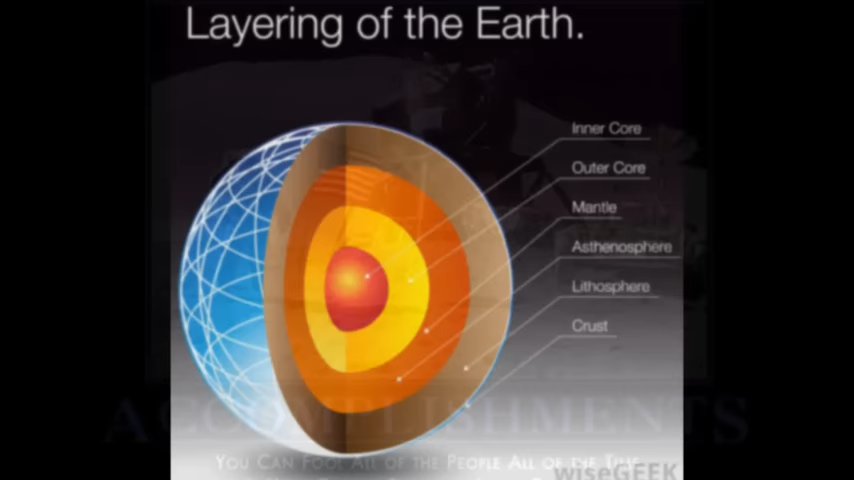 Layering of the Earth.
Inner Core
Outer Core
Mantle
Asthenosphere
Lithosphere
Crust
ACCOMPLISHMENTS
YOU CAN FOOL ALL OF THE PEOPLE ALL OF THE TIME
wiseGEEK